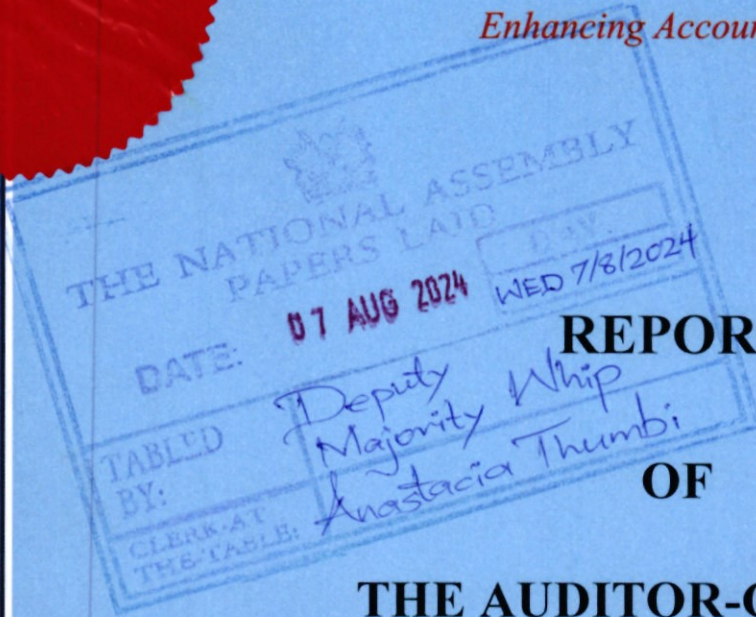 Enhancing Accoun
THE NATIONAL ASSEMBLY
PAPERS LAID
DAY.
DATE: 07 AUG 2024 WED 7/8/2024
REPOR
TABLED BY: Deputy Majority Whip
OF
CLERK-AT THE-TABLE: Anastacia Thumbi
THE AUDITOR-G